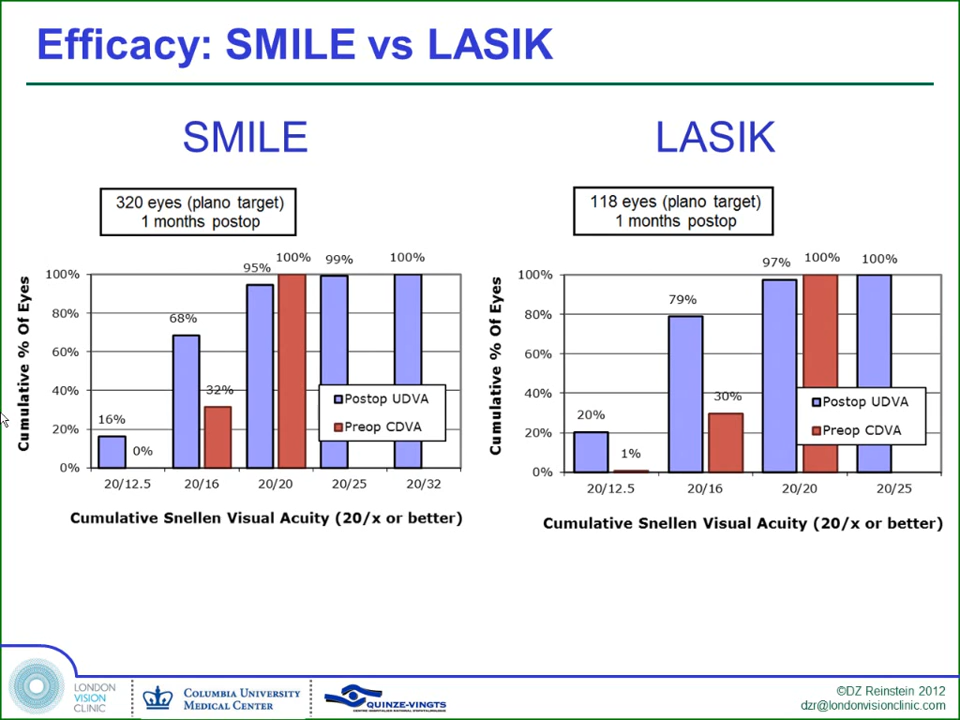 Efficacy: SMILE vs LASIK
SMILE
320 eyes (plano target)
1 months postop
Cumulative % Of Eyes
100%
80%
60%
40%
20%
0%
16%
0%
68%
32%
95%
100%
99%
100%
Postop UDVA
Preop CDVA
20/12.5
20/16
20/20
20/25
20/32
Cumulative Snellen Visual Acuity (20/x or better)
LASIK
118 eyes (plano target)
1 months postop
Cumulative % Of Eyes
100%
80%
60%
40%
20%
0%
20%
1%
79%
30%
97%
100%
100%
Postop UDVA
Preop CDVA
20/12.5
20/16
20/20
20/25
Cumulative Snellen Visual Acuity (20/x or better)
LONDON
VISION
CLINIC
COLUMBIA UNIVERSITY
MEDICAL CENTER
QUINZE-VINGTS
CENTRE HOSPITALIER NATIONAL D'OPHTALMOLOGIE
©DZ Reinstein 2012
dzr@londonvisionclinic.com